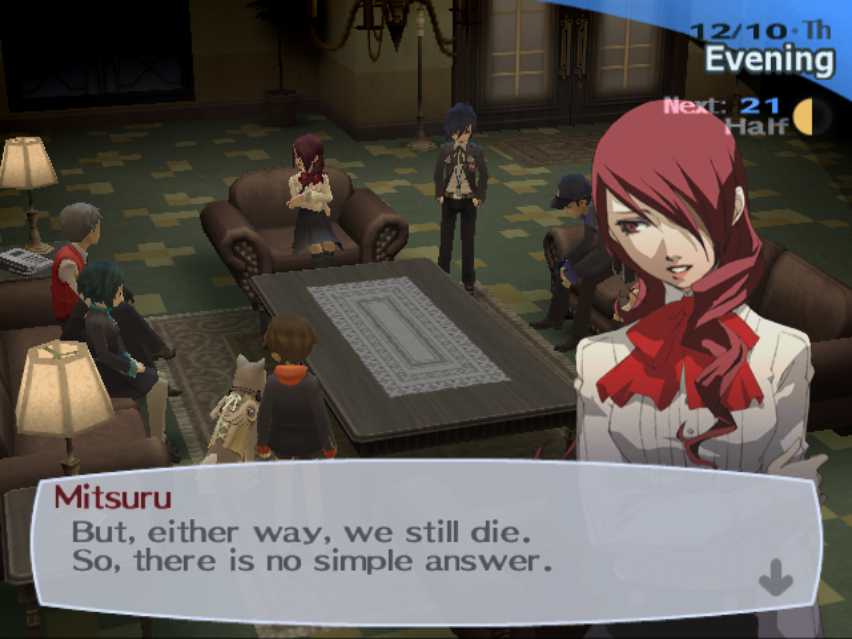 12/10・Th
Evening
Next: 21
Half
Mitsuru
But, either way, we still die.
So, there is no simple answer.